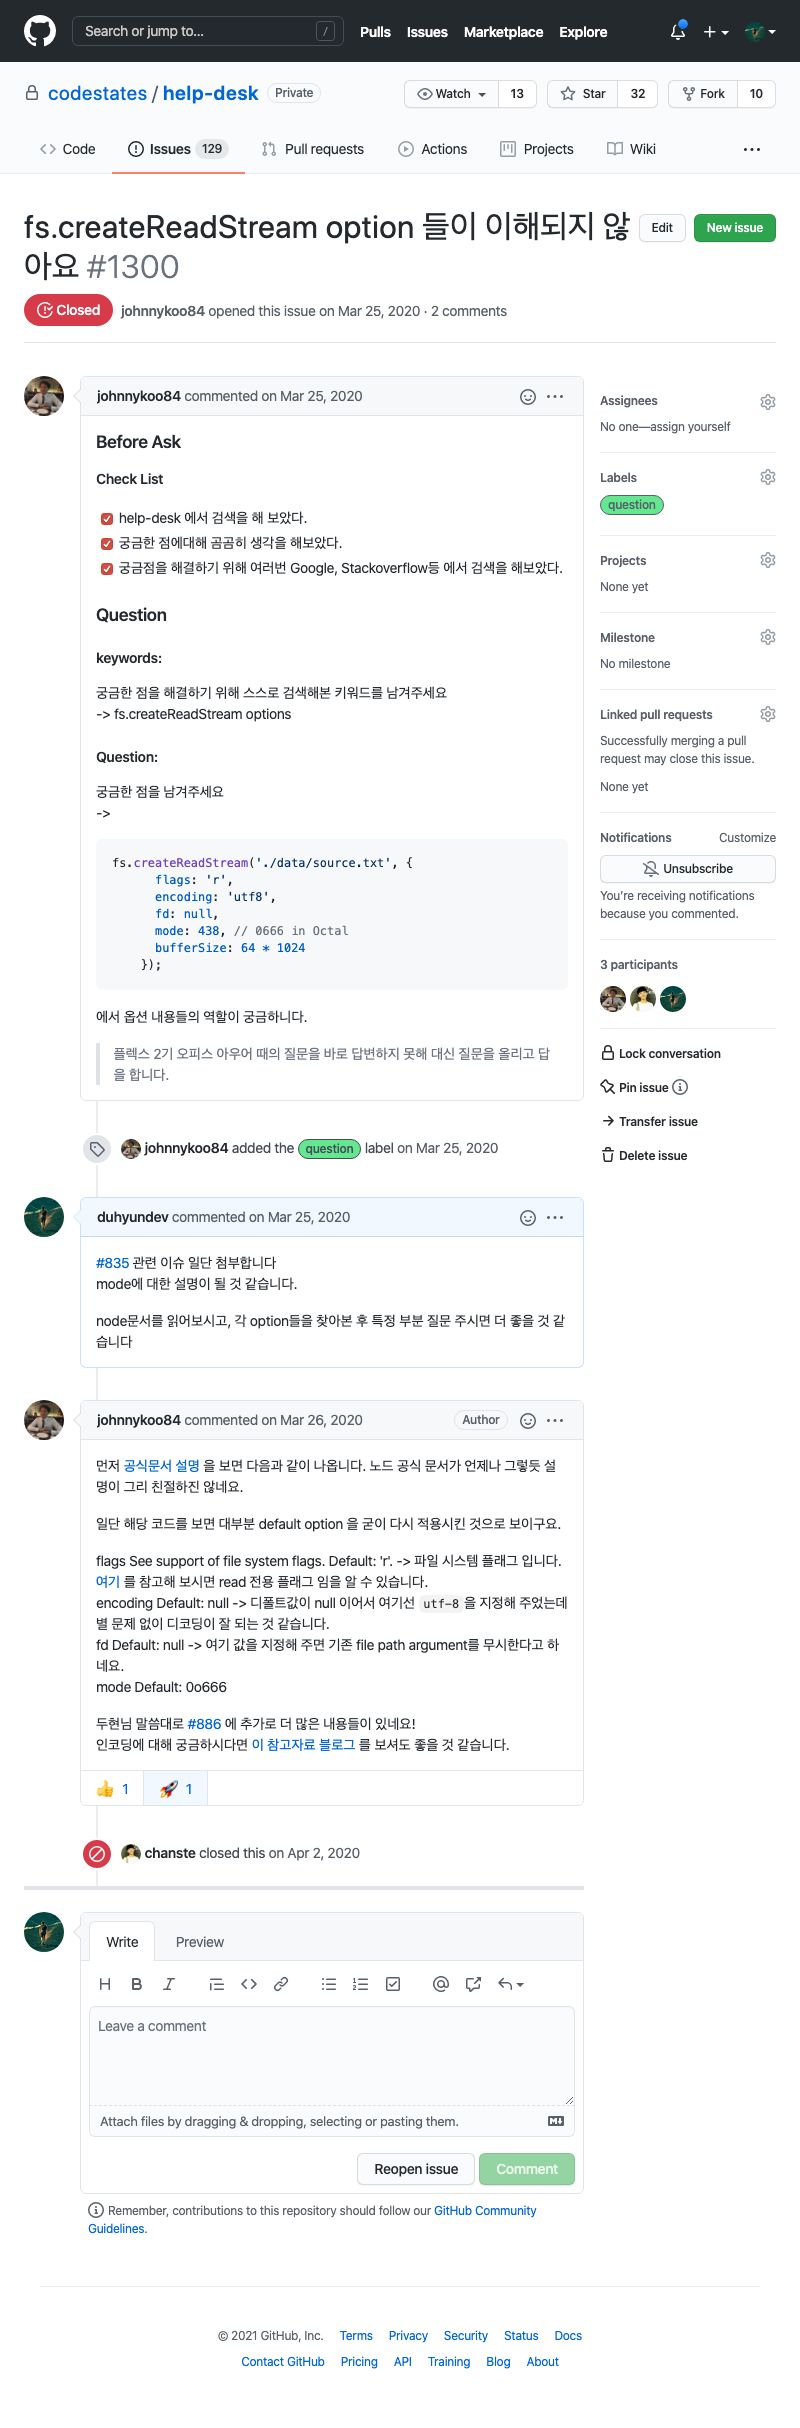 Search or jump to... /
Pulls Issues Marketplace Explore
codestates / help-desk Private
Watch 13 Star 32 Fork 10
Code Issues 129 Pull requests Actions Projects Wiki
fs.createReadStream option 들이 이해되지 않
아요 #1300
Edit New issue
Closed johnnykoo84 opened this issue on Mar 25, 2020 · 2 comments
johnnykoo84 commented on Mar 25, 2020
Before Ask
Check List
help-desk 에서 검색을 해 보았다.
궁금한 점에대해 곰곰히 생각을 해보았다.
궁금점을 해결하기 위해 여러번 Google, Stackoverflow등 에서 검색을 해보았다.
Question
keywords:
궁금한 점을 해결하기 위해 스스로 검색해본 키워드를 남겨주세요
-> fs.createReadStream options
Question:
궁금한 점을 남겨주세요
->
fs.createReadStream('./data/source.txt', {
flags: 'r',
encoding: 'utf8',
fd: null,
mode: 438, // 0666 in Octal
bufferSize: 64 * 1024
});
에서 옵션 내용들의 역할이 궁금하니다.
플렉스 2기 오피스 아우어 때의 질문을 바로 답변하지 못해 대신 질문을 올리고 답
을 합니다.
johnnykoo84 added the question label on Mar 25, 2020
duhyundev commented on Mar 25, 2020
#835 관련 이슈 일단 첨부합니다
mode에 대한 설명이 될 것 같습니다.
node문서를 읽어보시고, 각 option들을 찾아본 후 특정 부분 질문 주시면 더 좋을 것 같
습니다
johnnykoo84 commented on Mar 26, 2020 Author
먼저 공식문서 설명 을 보면 다음과 같이 나옵니다. 노드 공식 문서가 언제나 그렇듯 설
명이 그리 친절하진 않네요.
일단 해당 코드를 보면 대부분 default option 을 굳이 다시 적용시킨 것으로 보이구요.
flags See support of file system flags. Default: 'r'. -> 파일 시스템 플래그 입니다.
여기 를 참고해 보시면 read 전용 플래그 임을 알 수 있습니다.
encoding Default: null -> 디폴트값이 null 이어서 여기선 utf-8 을 지정해 주었는데
별 문제 없이 디코딩이 잘 되는 것 같습니다.
fd Default: null -> 여기 값을 지정해 주면 기존 file path argument를 무시한다고 하
네요.
mode Default: 0o666
두현님 말씀대로 #886 에 추가로 더 많은 내용들이 있네요!
인코딩에 대해 궁금하시다면 이 참고자료 블로그 를 보셔도 좋을 것 같습니다.
1 1
chanste closed this on Apr 2, 2020
Write Preview
H B I
Leave a comment
Attach files by dragging & dropping, selecting or pasting them.
Reopen issue Comment
Remember, contributions to this repository should follow our GitHub Community
Guidelines.
Assignees
No one—assign yourself
Labels
question
Projects
None yet
Milestone
No milestone
Linked pull requests
Successfully merging a pull
request may close this issue.
None yet
Notifications Customize
Unsubscribe
You're receiving notifications
because you commented.
3 participants
Lock conversation
Pin issue
Transfer issue
Delete issue
© 2021 GitHub, Inc. Terms Privacy Security Status Docs
Contact GitHub Pricing API Training Blog About